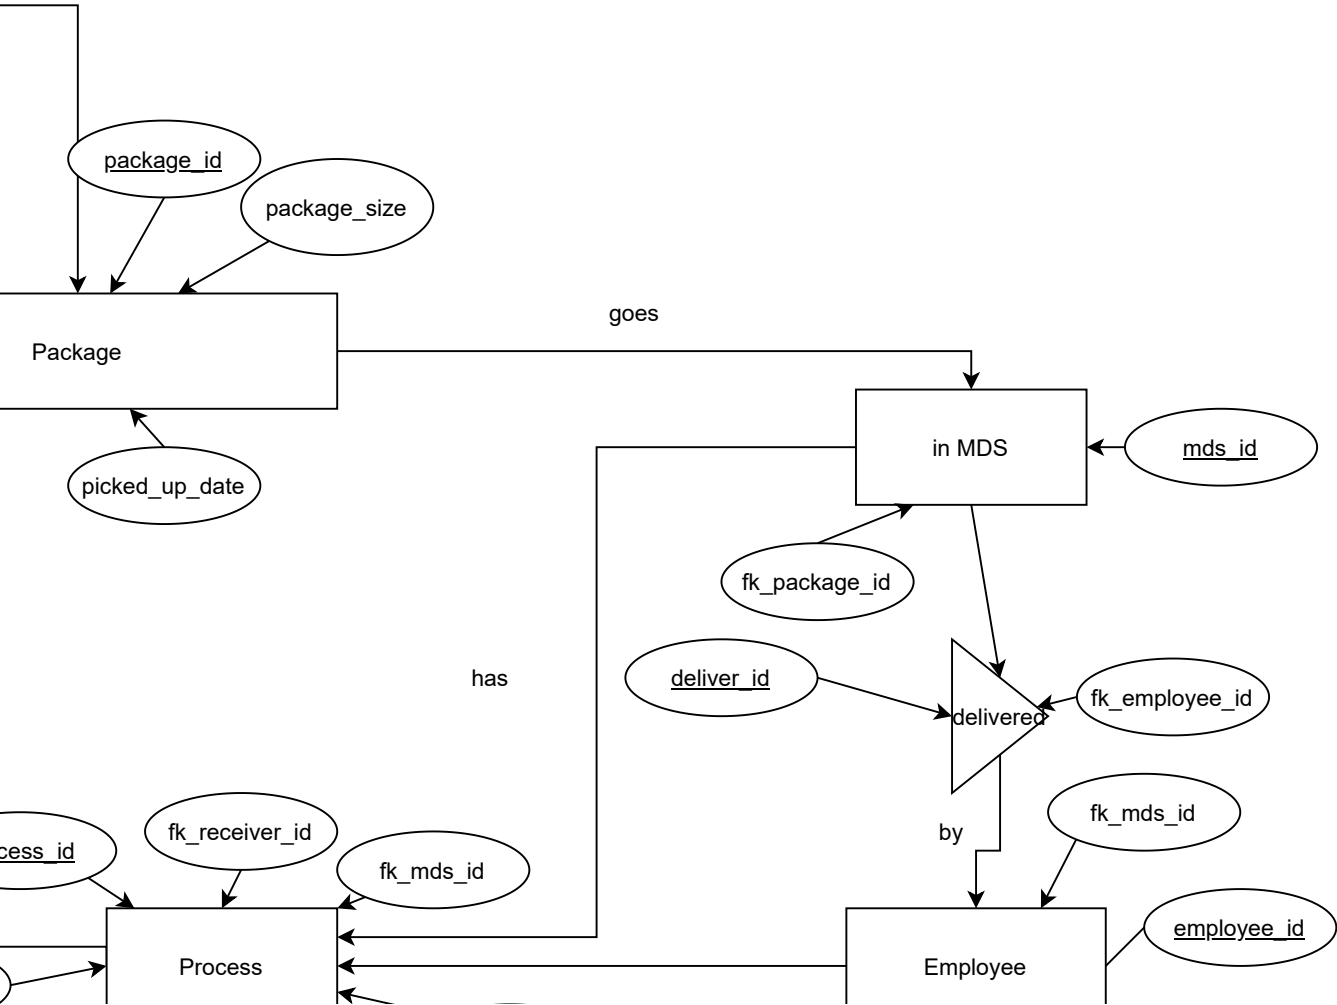 package_id
package_size
goes
Package
in MDS
mds_id
picked_up_date
fk_package_id
has
deliver_id
fk_employee_id
delivered
fk_mds_id
by
fk_receiver_id
cess_id
fk_mds_id
employee_id
Process
Employee